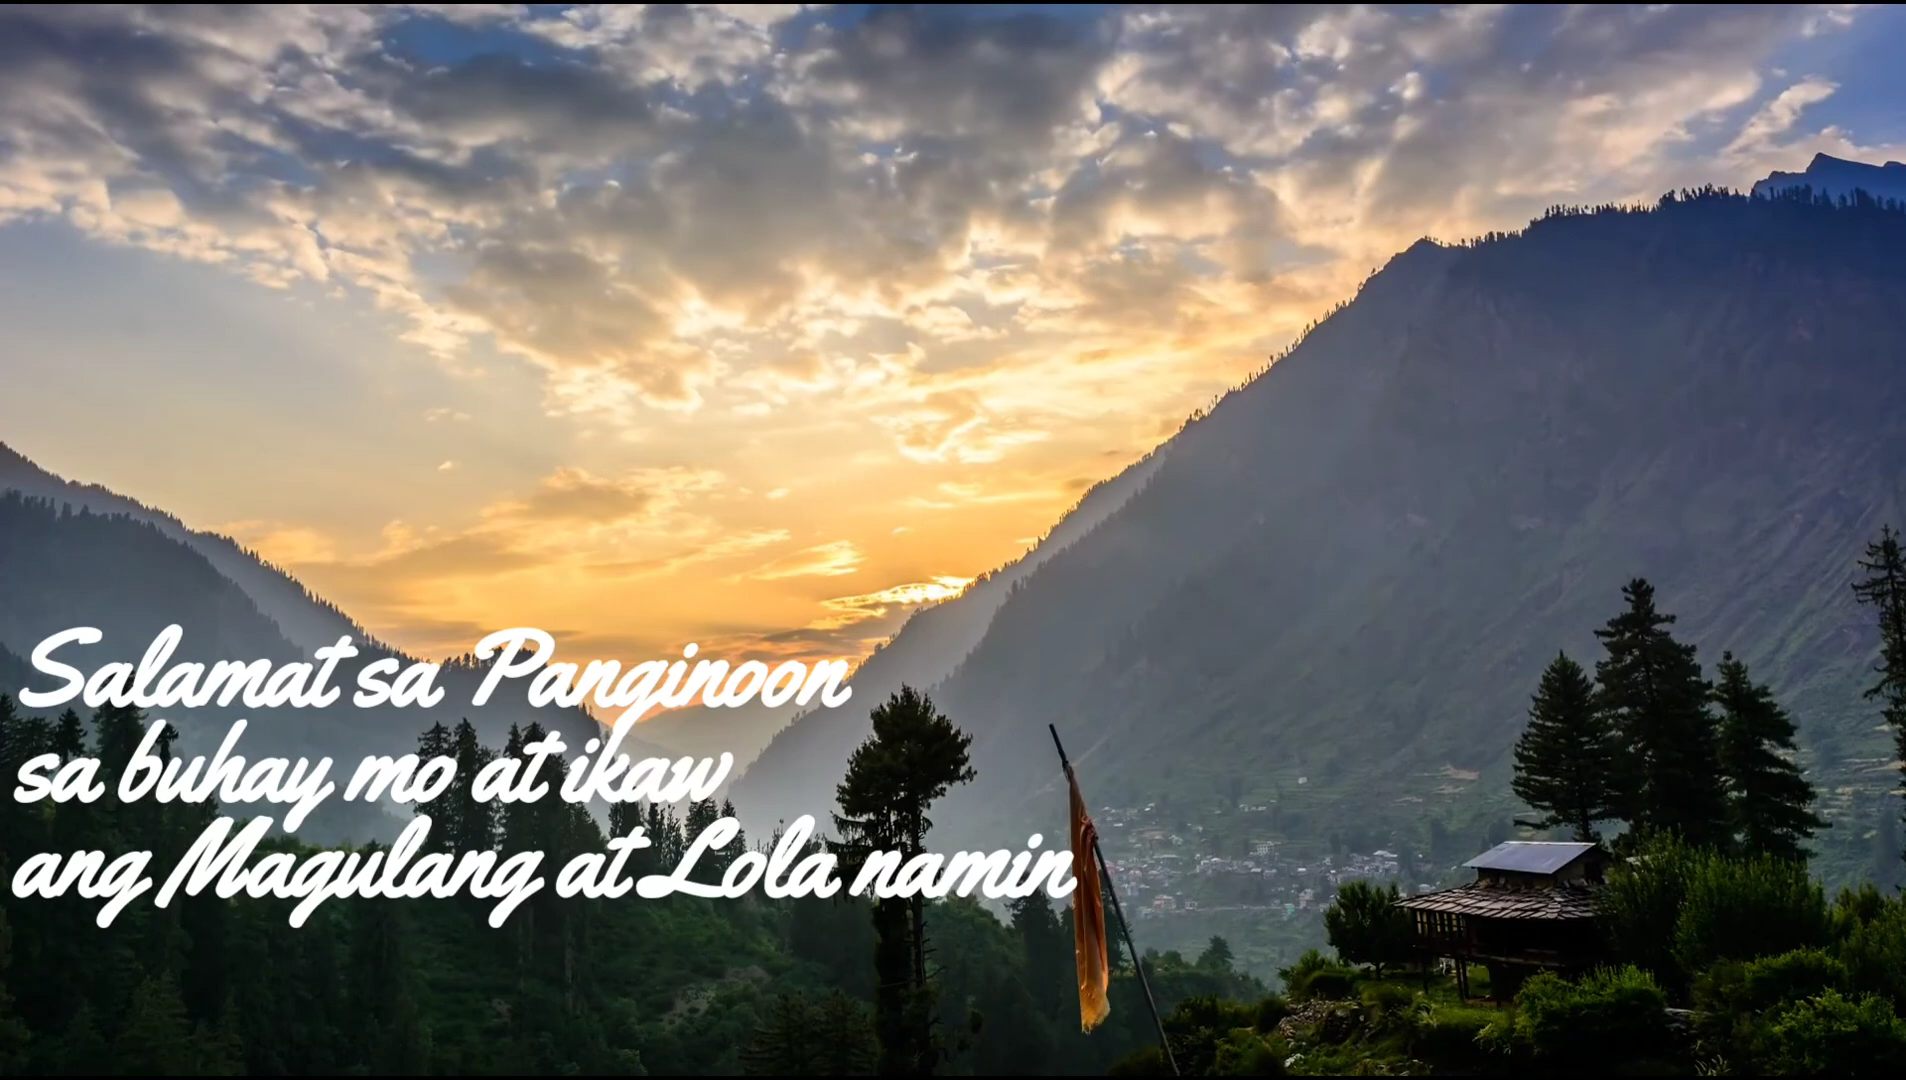 Salamat sa Panginoon
sa buhay mo at ikaw
ang Magulang at Lola namin